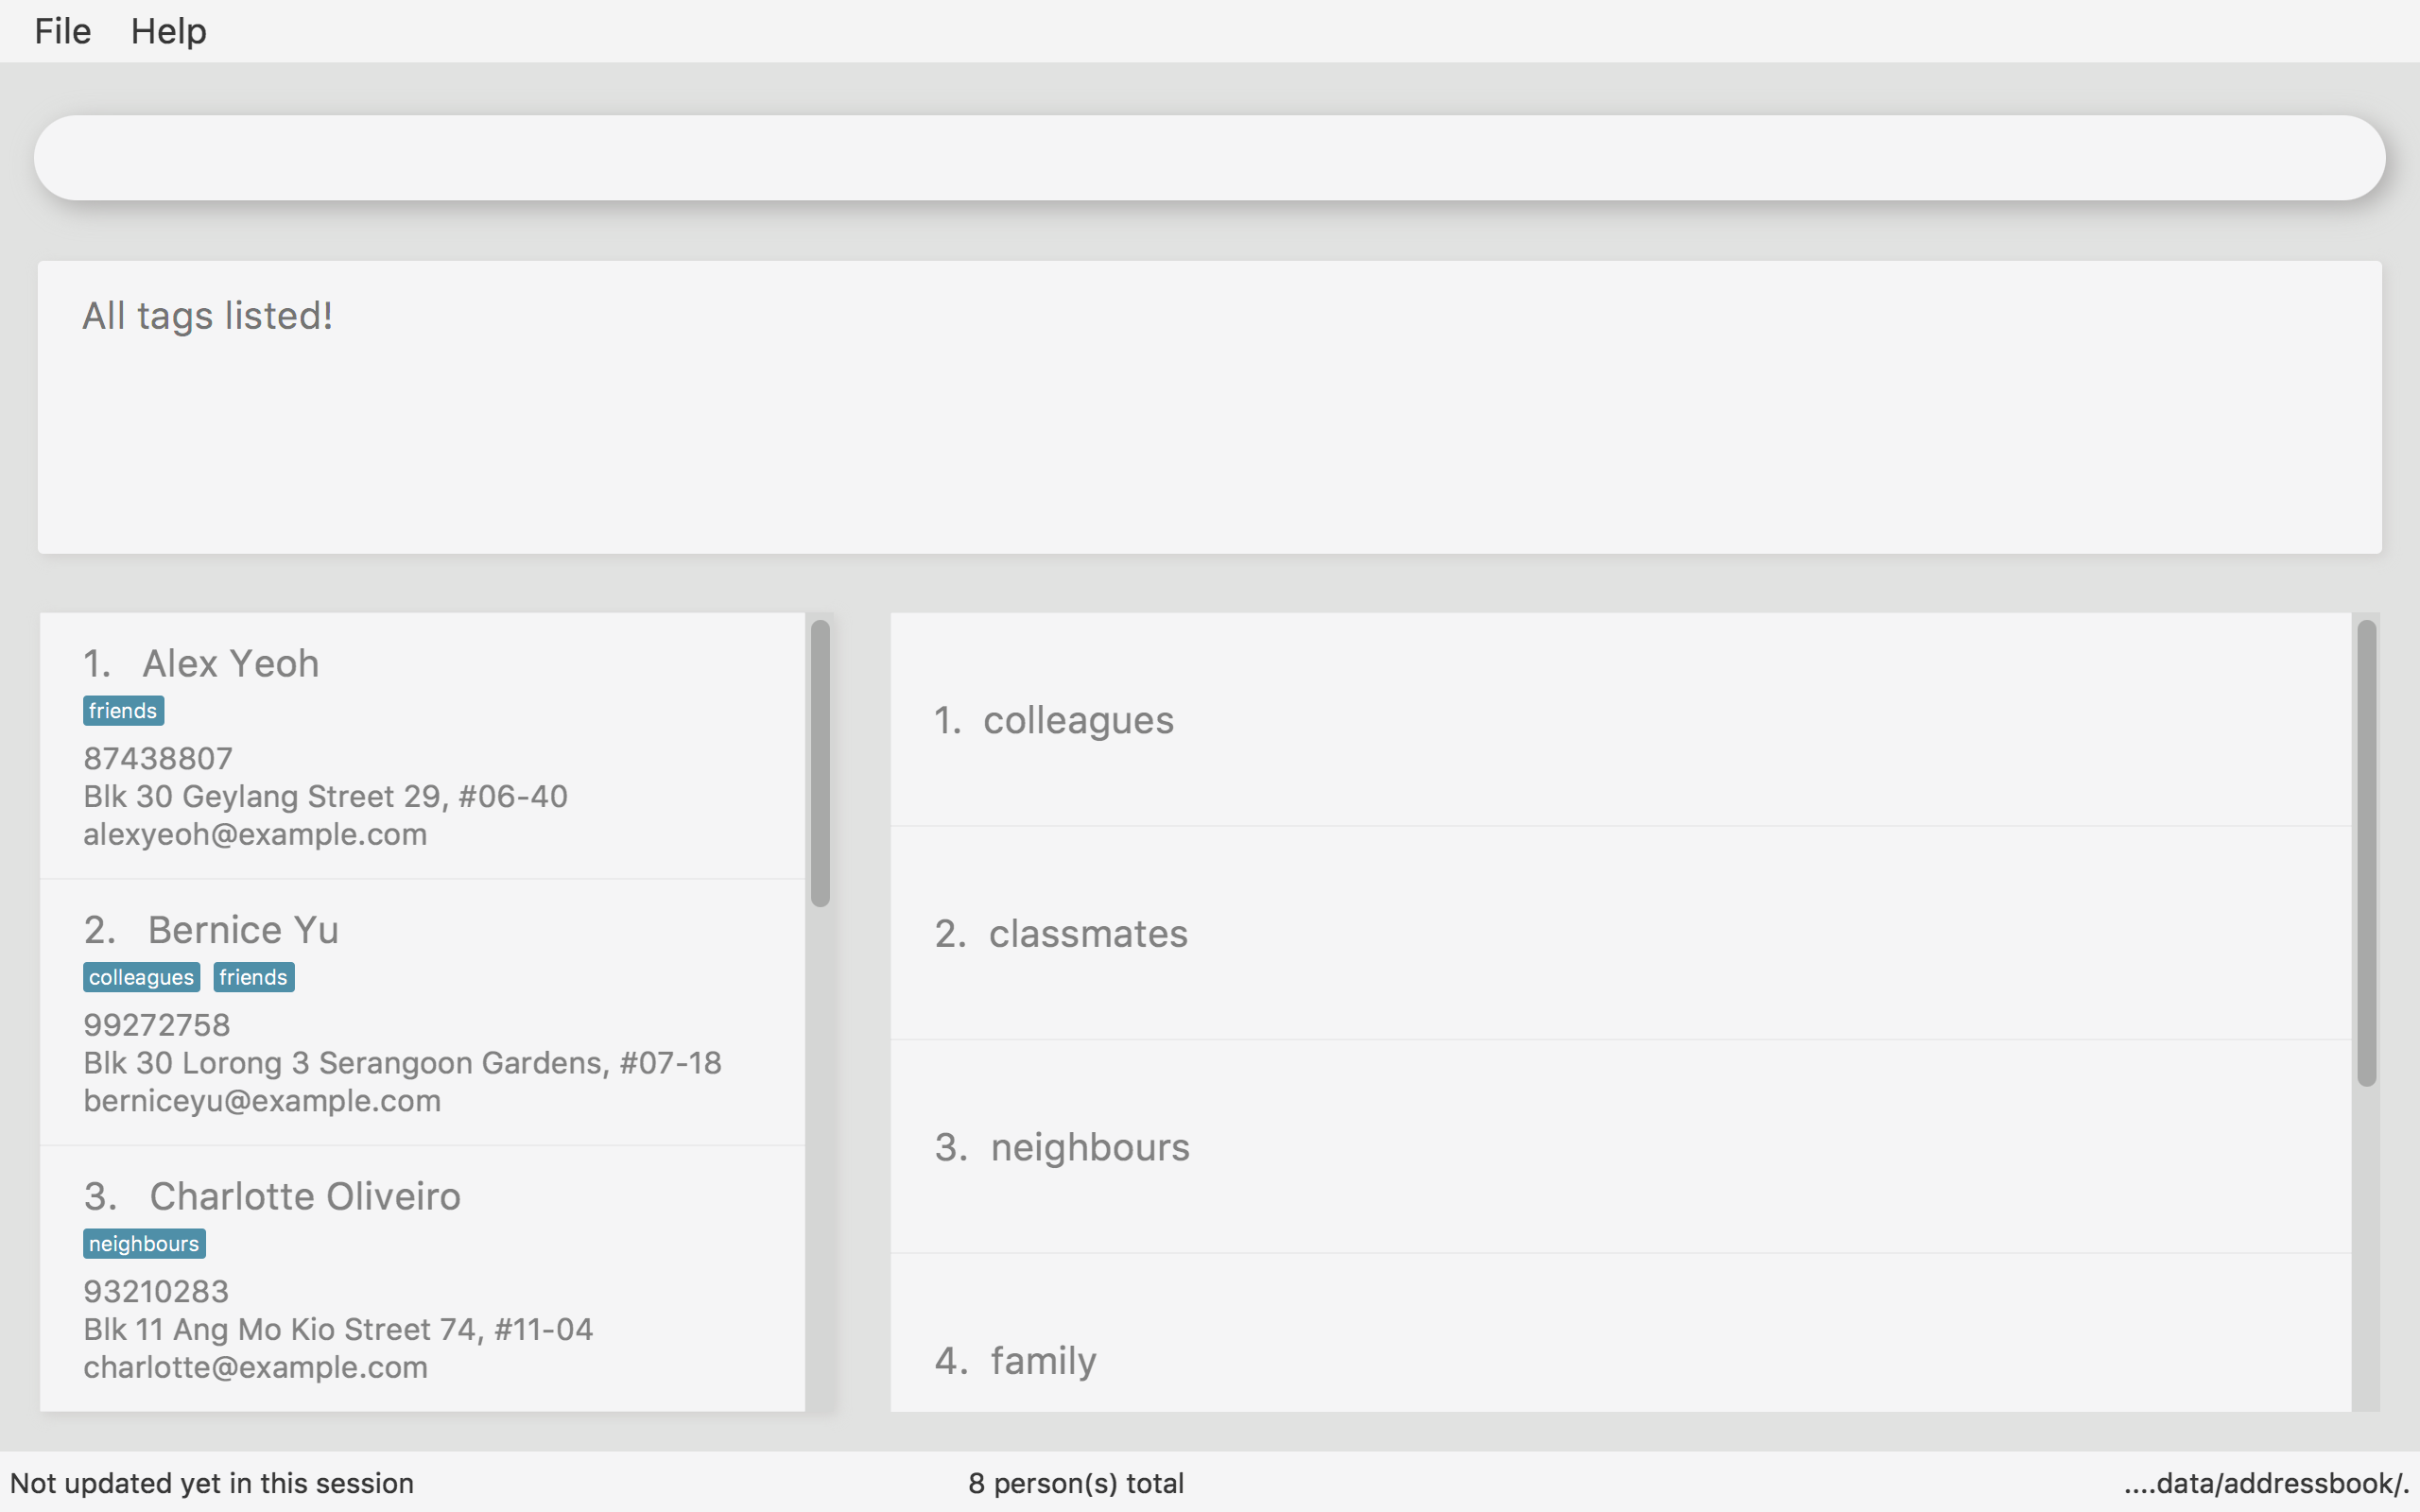 File Help
All tags listed!
1. Alex Yeoh
friends
87438807
Blk 30 Geylang Street 29, #06-40
alexyeoh@example.com
2. Bernice Yu
colleagues friends
99272758
Blk 30 Lorong 3 Serangoon Gardens, #07-18
berniceyu@example.com
3. Charlotte Oliveiro
neighbours
93210283
Blk 11 Ang Mo Kio Street 74, #11-04
charlotte@example.com
1. colleagues
2. classmates
3. neighbours
4. family
Not updated yet in this session
8 person(s) total
....data/addressbook/.